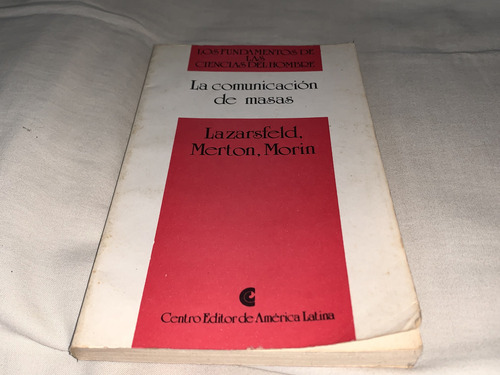 LOS FUNDAMENTOS DE
LAS
CIENCIAS DEL HOMBRE
La comunicación
de masas
Lazarsfeld,
Merton, Morin
Centro Editor de América Latina